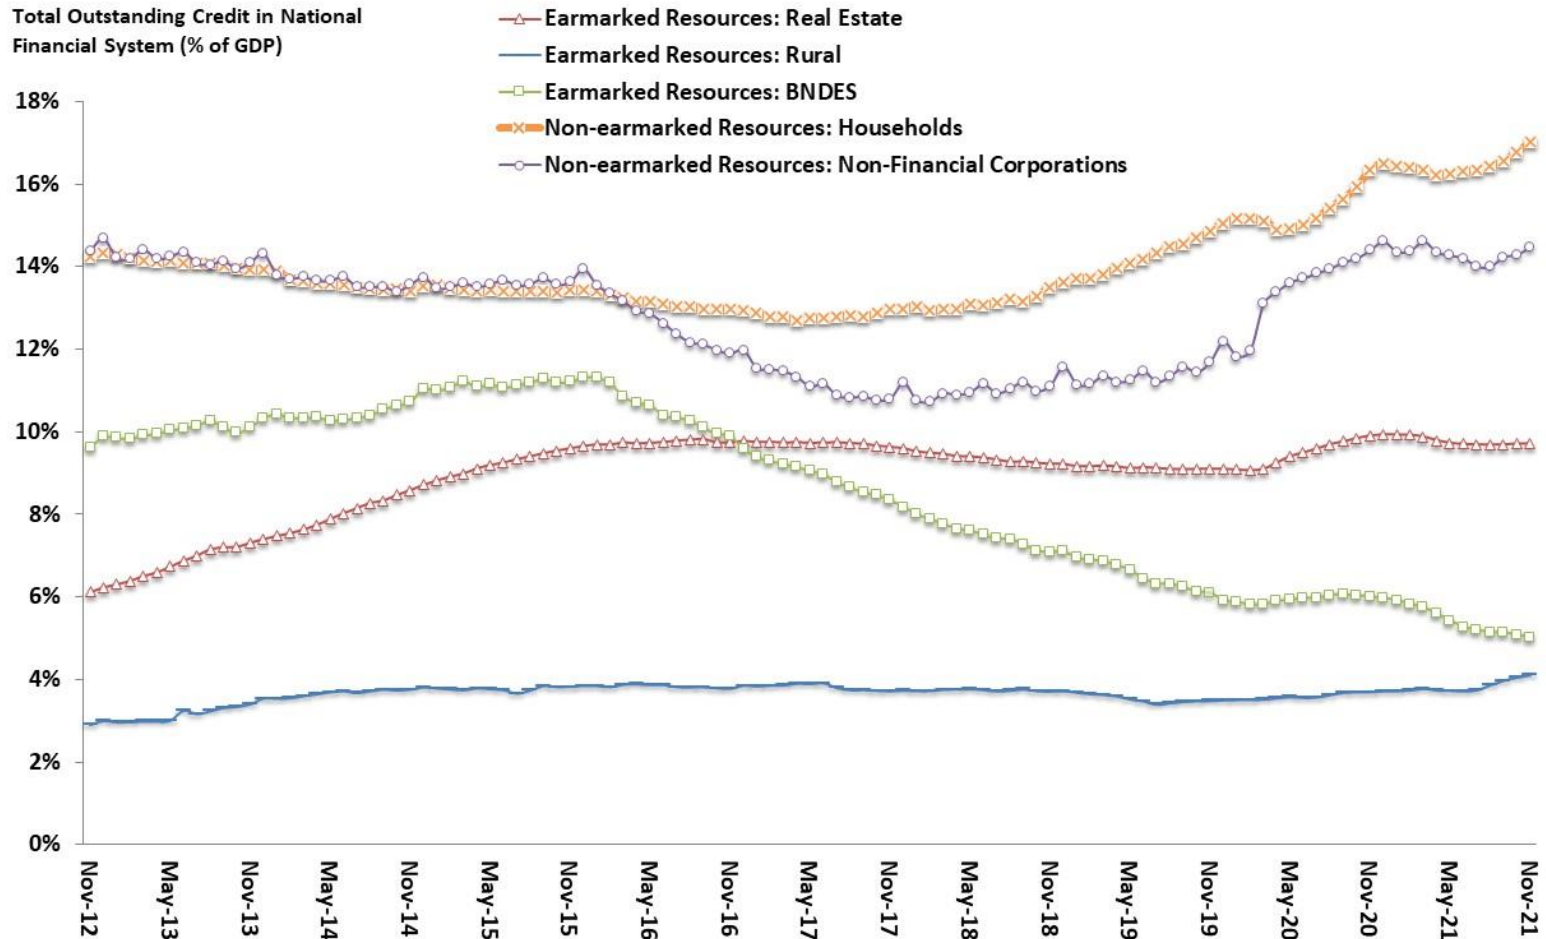 Total Outstanding Credit in National
Financial System (% of GDP)
Earmarked Resources: Real Estate
Earmarked Resources: Rural
Earmarked Resources: BNDES
Non-earmarked Resources: Households
Non-earmarked Resources: Non-Financial Corporations
18%
16%
14%
12%
10%
8%
6%
4%
2%
0%
Nov-12
May-13
Nov-13
May-14
Nov-14
May-15
Nov-15
May-16
Nov-16
May-17
Nov-17
May-18
Nov-18
May-19
Nov-19
May-20
Nov-20
May-21
Nov-21